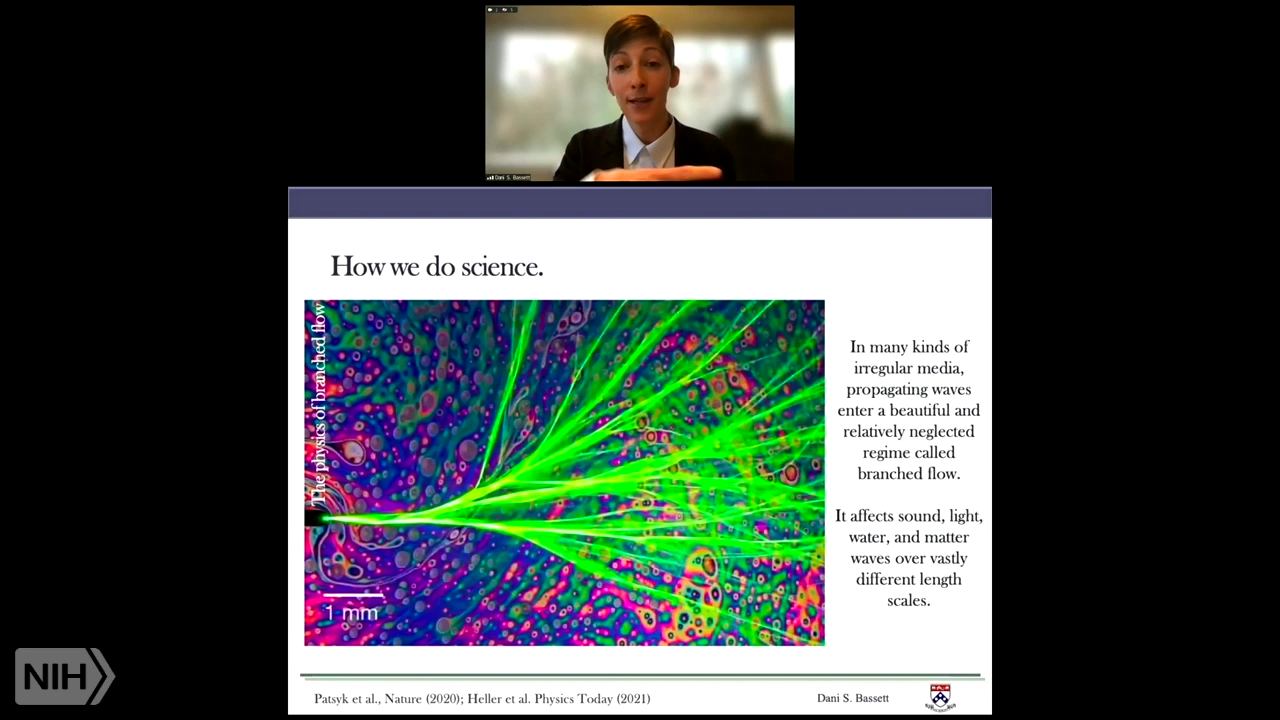 Dani S. Bassett
How we do science.
The physics of branched flow
1 mm
In many kinds of
irregular media,
propagating waves
enter a beautiful and
relatively neglected
regime called
branched flow.
It affects sound, light,
water, and matter
waves over vastly
different length
scales.
NIH
Patsyk et al., Nature (2020); Heller et al. Physics Today (2021)
Dani S. Bassett